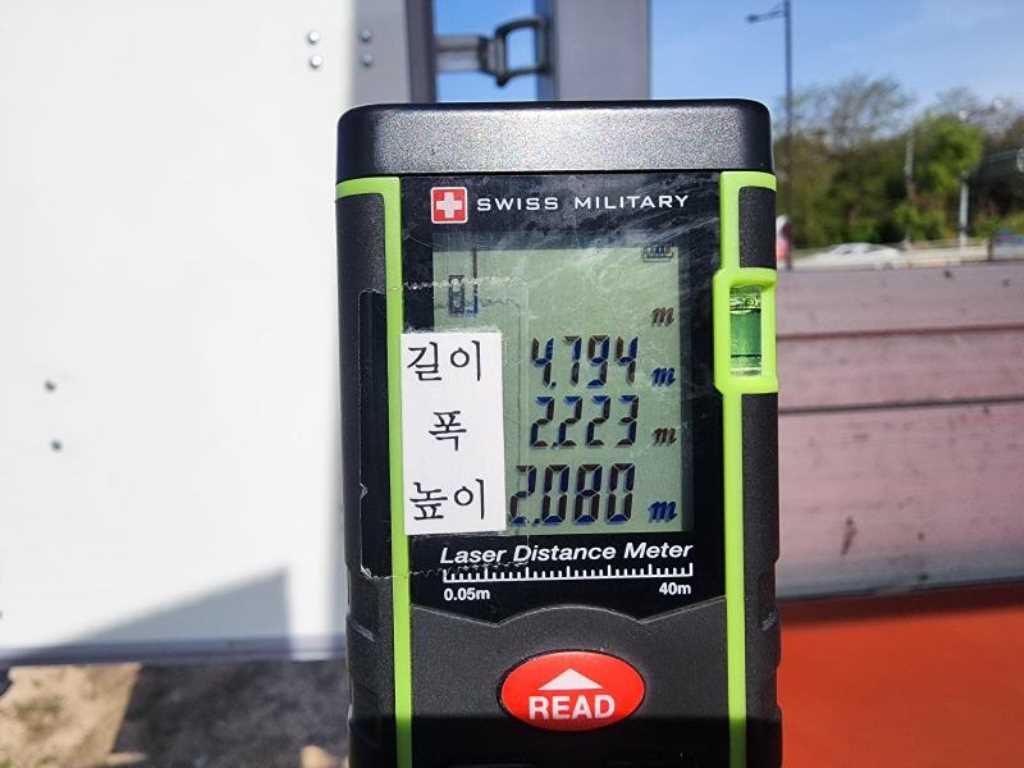 SWISS MILITARY
m
길이 4.794 m
폭 2.223 m
높이 2.080 m
Laser Distance Meter
0.05m 40m
READ